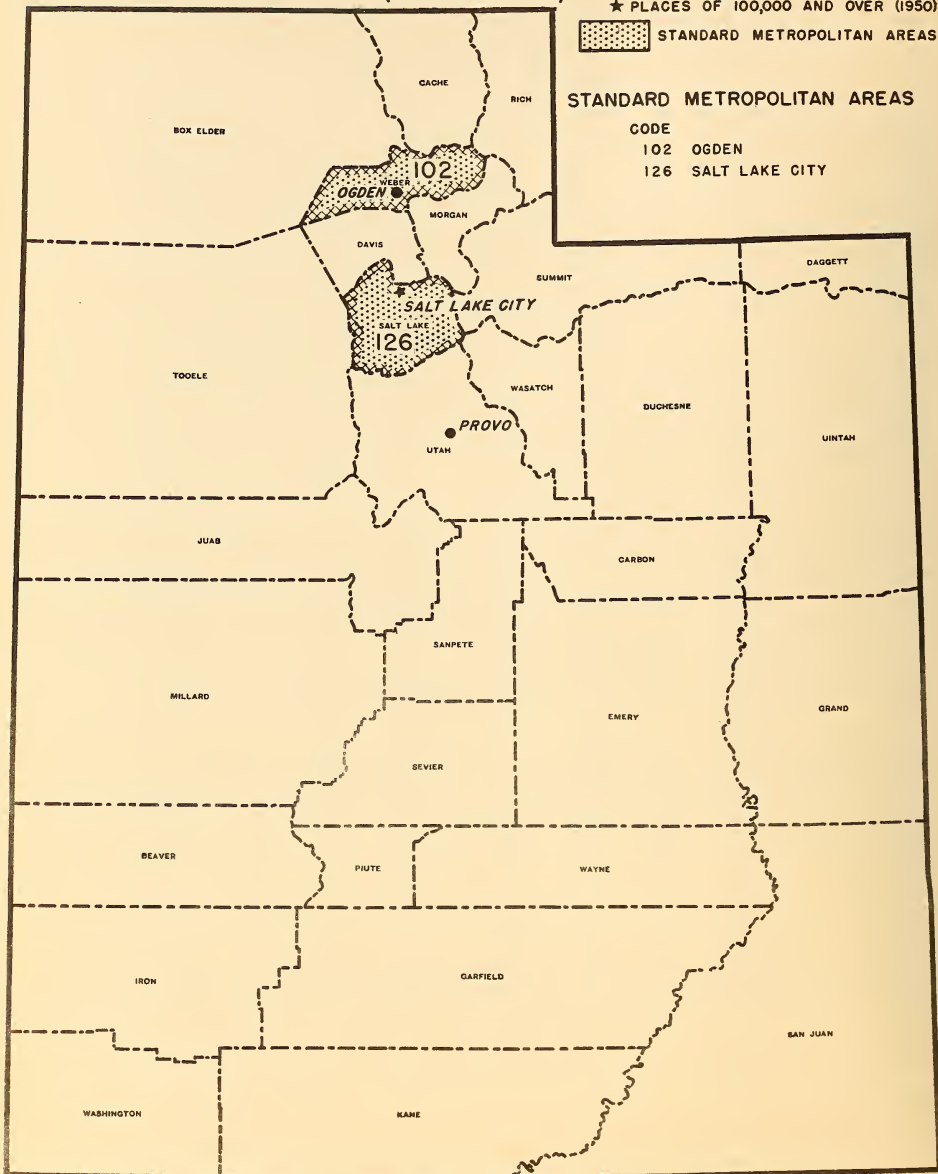 ★ PLACES OF 100,000 AND OVER (1950)
STANDARD METROPOLITAN AREAS
STANDARD METROPOLITAN AREAS
CODE
102 OGDEN
126 SALT LAKE CITY
CACHE
RICH
BOX ELDER
102
WEBER
OGDEN
MORGAN
DAVIS
DAGGETT
SUMMIT
SALT LAKE CITY
SALT LAKE
126
TOOELE
WASATCH
DUCHESNE
PROVO
UINTAH
UTAH
JUAB
CARBON
SANPETE
MILLARD
GRAND
EMERY
SEVIER
BEAVER
PIUTE
WAYNE
IRON
GARFIELD
SAN JUAN
WASHINGTON
KANE